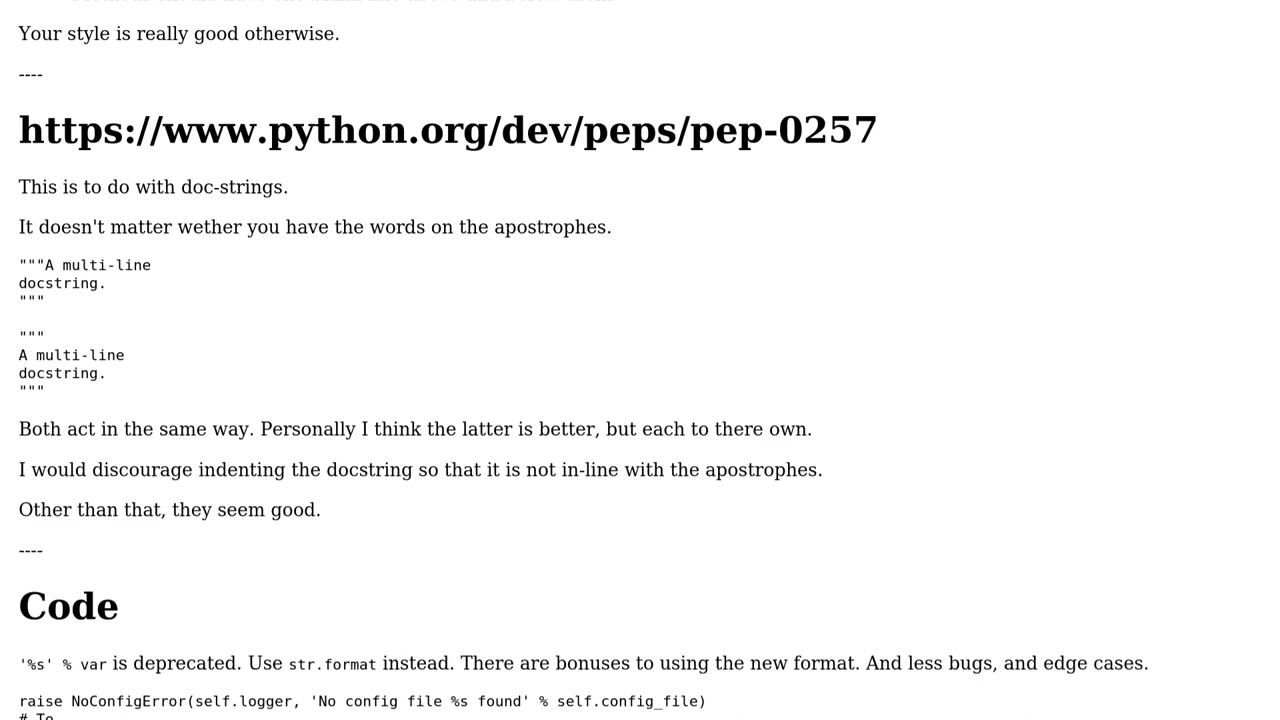 Your style is really good otherwise.
----
https://www.python.org/dev/peps/pep-0257
This is to do with doc-strings.
It doesn't matter wether you have the words on the apostrophes.
"""A multi-line
docstring.
"""
"""
A multi-line
docstring.
"""
Both act in the same way. Personally I think the latter is better, but each to there own.
I would discourage indenting the docstring so that it is not in-line with the apostrophes.
Other than that, they seem good.
----
Code
'%s' % var is deprecated. Use str.format instead. There are bonuses to using the new format. And less bugs, and edge cases.
raise NoConfigError(self.logger, 'No config file %s found' % self.config_file)
# To